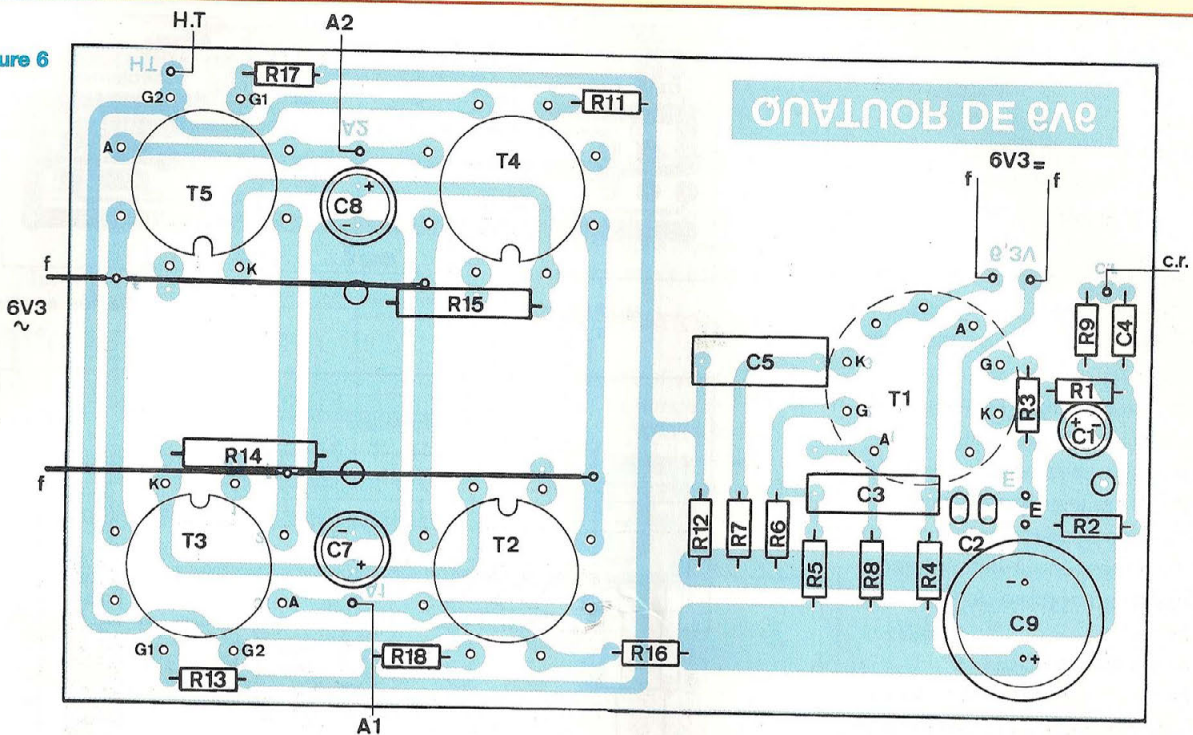 ure 6
H.T
A2
HT
R17
G2
G1
R11
A2
QUATUOR DE 6V6
A
T5
T4
6V3 =
f
f
C8
+
-
6,3V
c.r.
c.r
K
f
6V3
~
R15
R9
C4
C5
K
A
G
R1
T1
R3
G
K
+ -
C1
A
R14
f
K
C3
E
E
T3
C7
-
+
T2
R12
R7
R6
C2
R2
R5
R8
R4
A
A1
-
C9
+
G1
G2
R18
R16
R13
A1